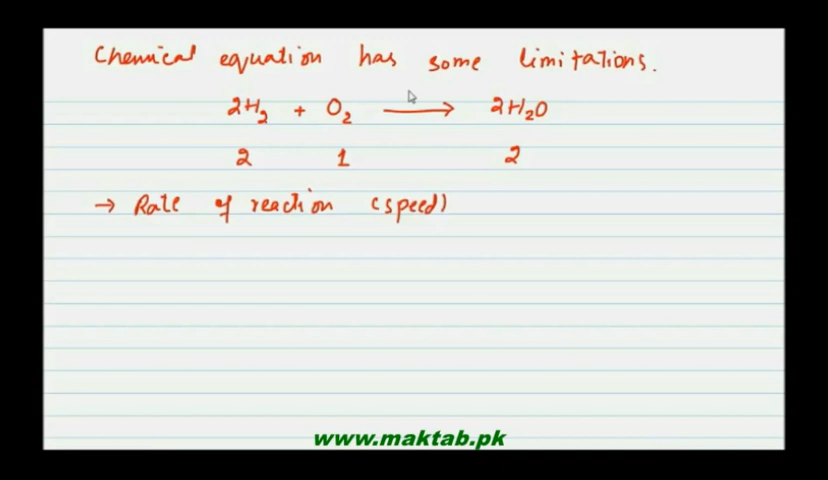 Chemical equation has some limitations.
2H₂ + O₂ → 2H₂O
2 1 2
→ Rate of reaction (speed)
www.maktab.pk